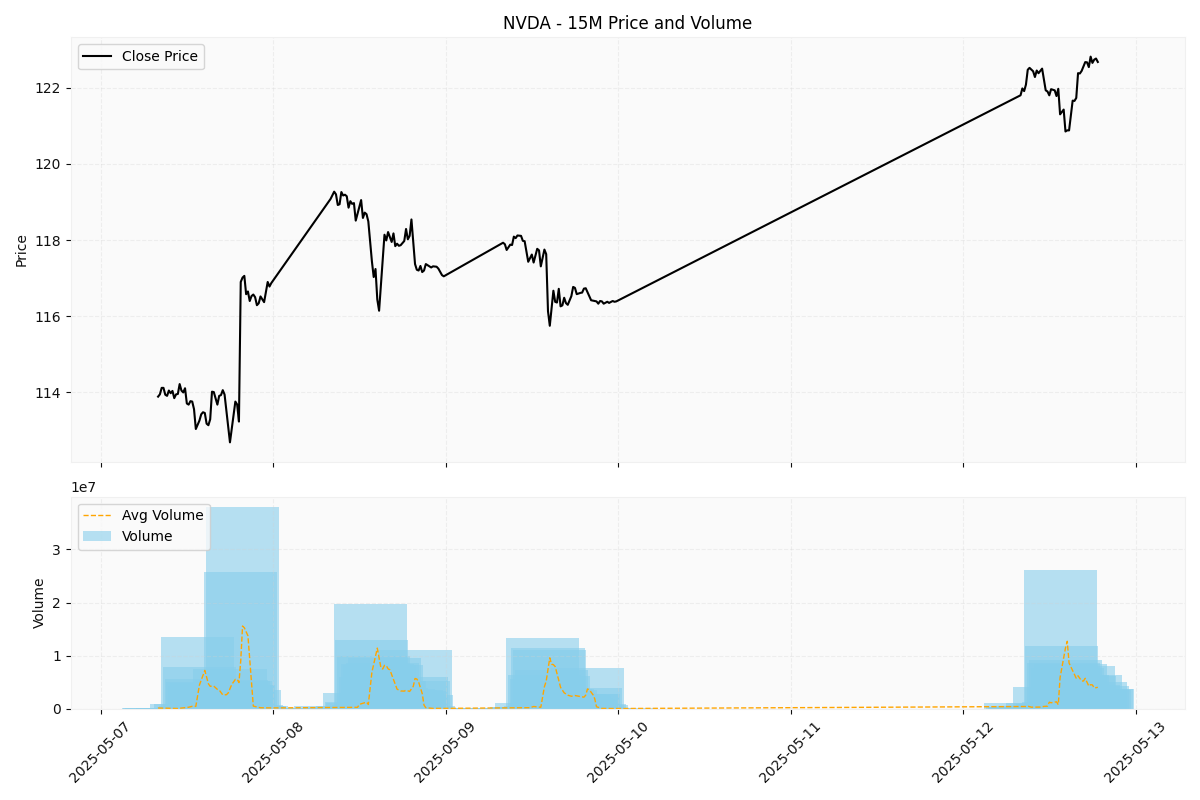 NVDA - 15M Price and Volume
Close Price
122
120
118
116
114
Price
1e7
Avg Volume
Volume
3
2
1
0
Volume
2025-05-07
2025-05-08
2025-05-09
2025-05-10
2025-05-11
2025-05-12
2025-05-13